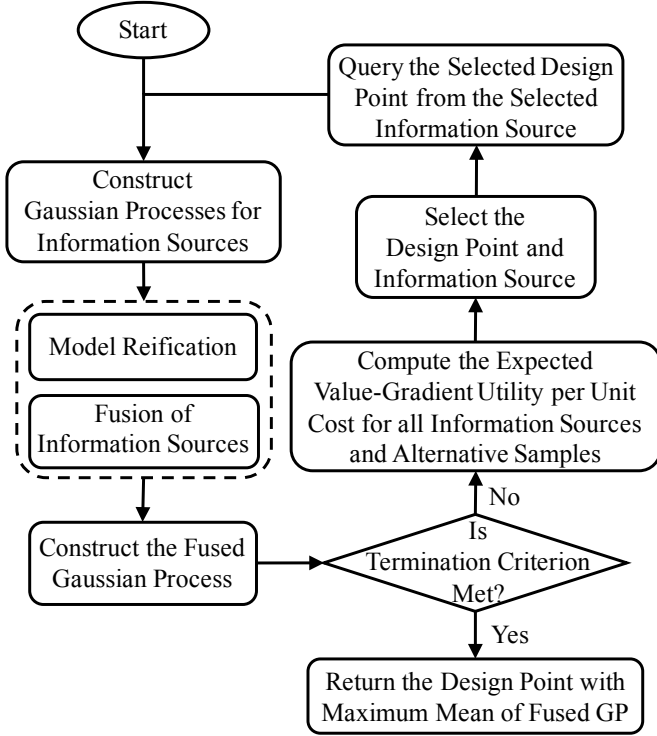 Start
Construct
Gaussian Processes for
Information Sources
Model Reification
Fusion of
Information Sources
Construct the Fused
Gaussian Process
Is
Termination Criterion
Met?
No
Yes
Compute the Expected
Value-Gradient Utility per Unit
Cost for all Information Sources
and Alternative Samples
Select the
Design Point and
Information Source
Query the Selected Design
Point from the Selected
Information Source
Return the Design Point with
Maximum Mean of Fused GP